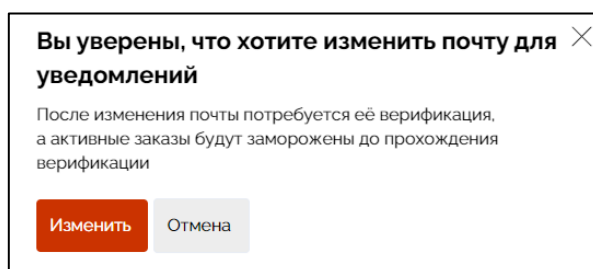 Вы уверены, что хотите изменить почту для
уведомлений
После изменения почты потребуется её верификация,
а активные заказы будут заморожены до прохождения
верификации
Изменить Отмена